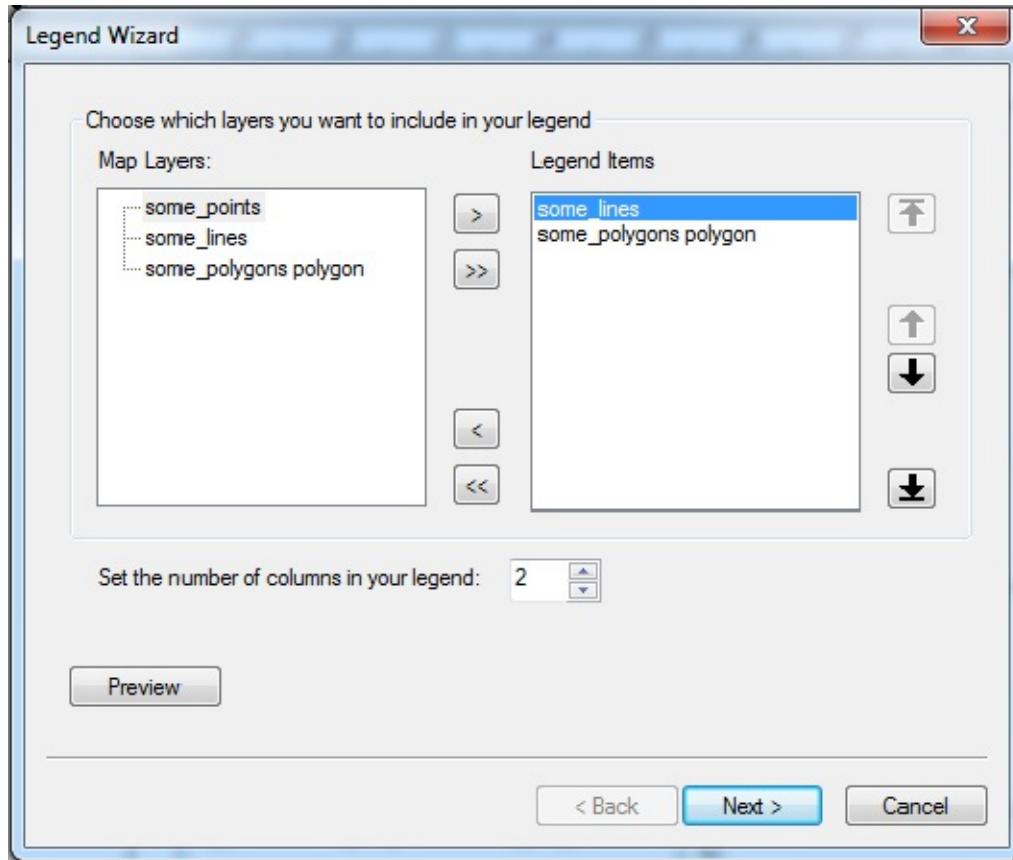 Legend Wizard
Choose which layers you want to include in your legend
Map Layers:
some_points
some_lines
some_polygons polygon
>
>>
<
<<
Legend Items
some_lines
some_polygons polygon
Set the number of columns in your legend: 2
Preview
< Back
Next >
Cancel